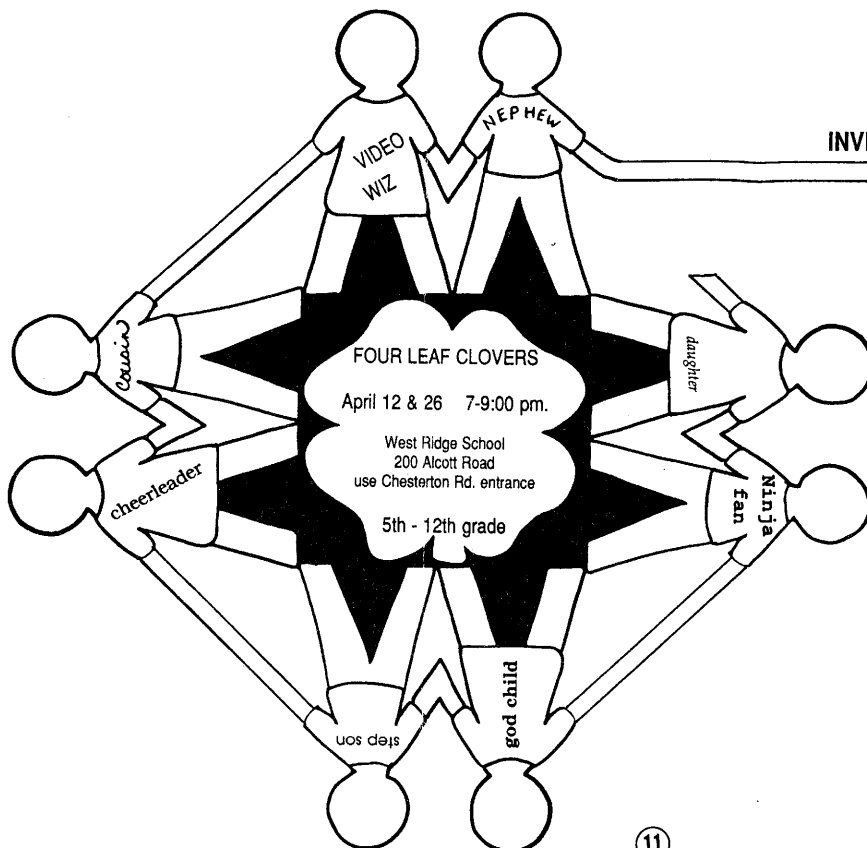 VIDEO
WIZ
NEPHEW
INVI
cousin
daughter
FOUR LEAF CLOVERS
April 12 & 26 7-9:00 pm.
West Ridge School
200 Alcott Road
use Chesterton Rd. entrance
5th - 12th grade
cheerleader
Ninja
fan
step son
god child
11